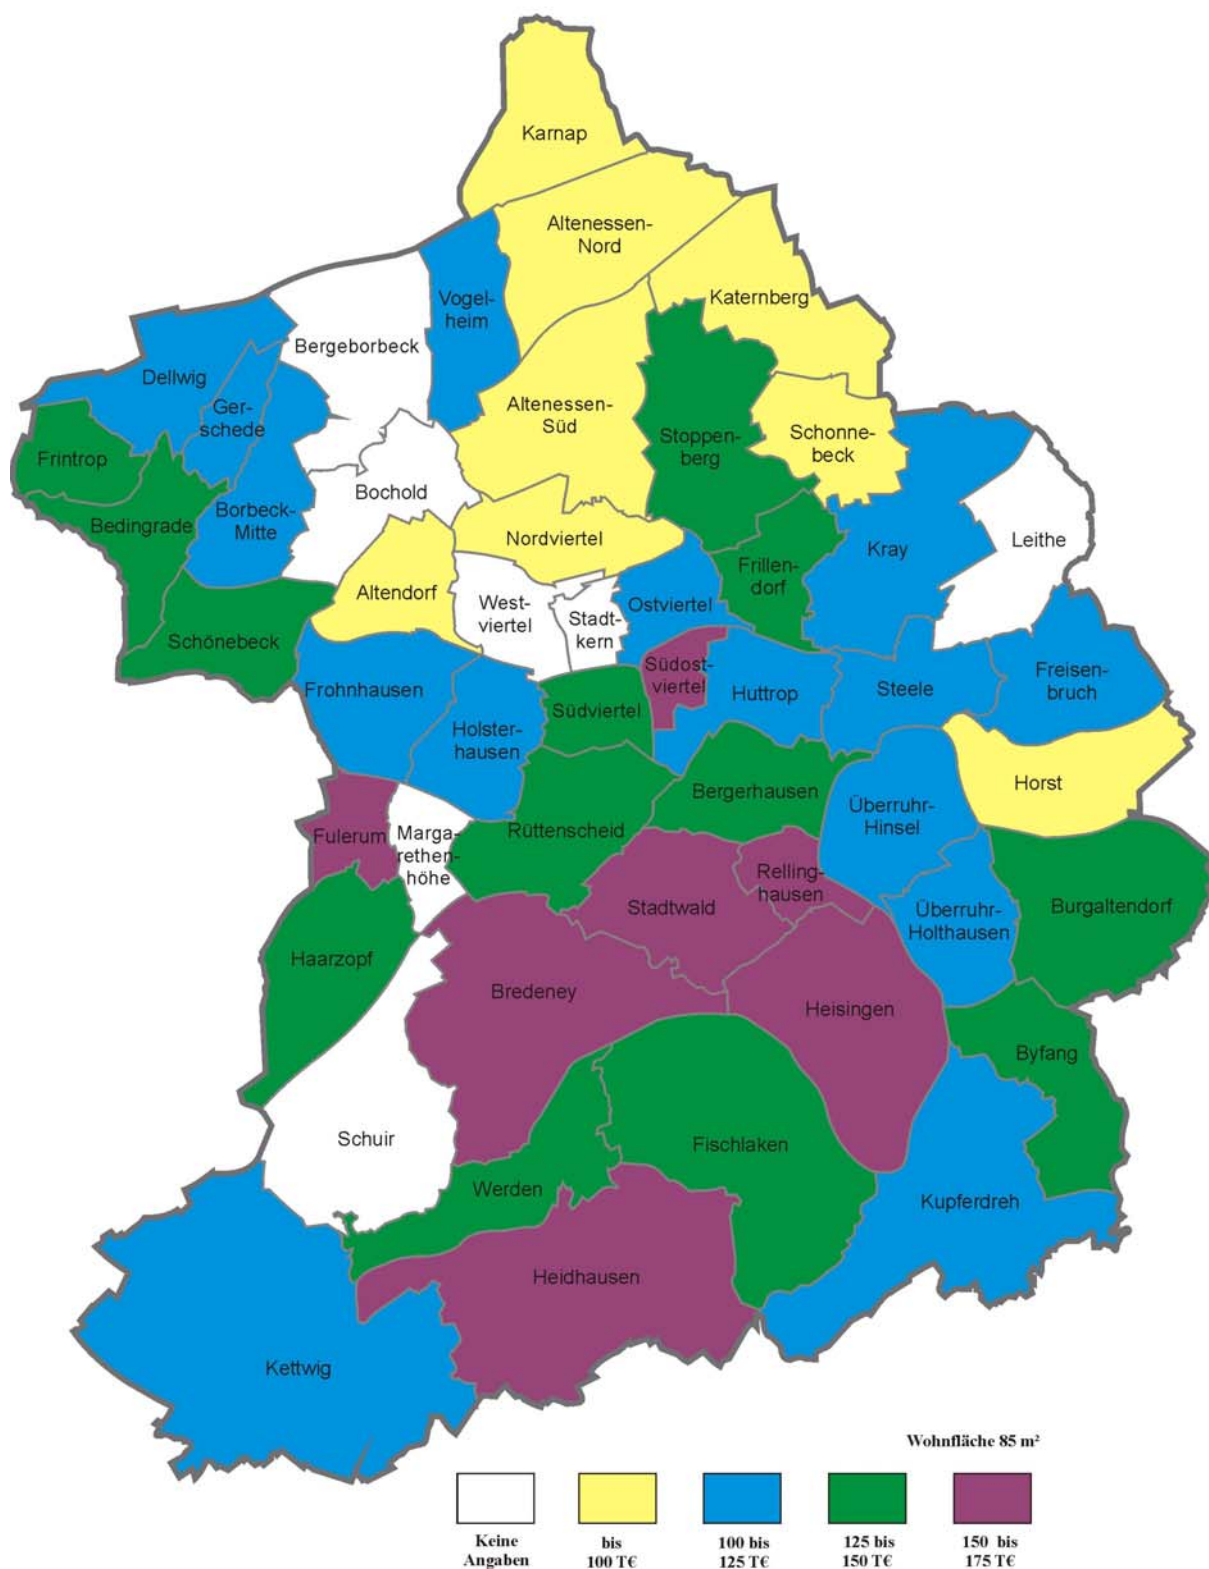 Karnap
Altenessen-
Nord
Katernberg
Vogel-
heim
Bergeborbeck
Dellwig
Ger-
schede
Altenessen-
Süd
Stoppen-
berg
Schonne-
beck
Frintrop
Bochold
Borbeck-
Mitte
Bedingrade
Nordviertel
Kray
Leithe
Altendorf
West-
viertel
Stadt-
kern
Ostviertel
Frillen-
dorf
Schönebeck
Frohnhausen
Holster-
hausen
Südviertel
Südost-
viertel
Huttrop
Steele
Freisen-
bruch
Horst
Fulerum
Marga-
rethen-
höhe
Rüttenscheid
Bergerhausen
Überruhr-
Hinsel
Relling-
hausen
Stadtwald
Überruhr-
Holthausen
Burgaltendorf
Haarzopf
Bredeney
Heisingen
Byfang
Schuir
Fischlaken
Werden
Kupferdreh
Heidhausen
Kettwig
Wohnfläche 85 m²
Keine
Angaben
bis
100 T€
100 bis
125 T€
125 bis
150 T€
150 bis
175 T€